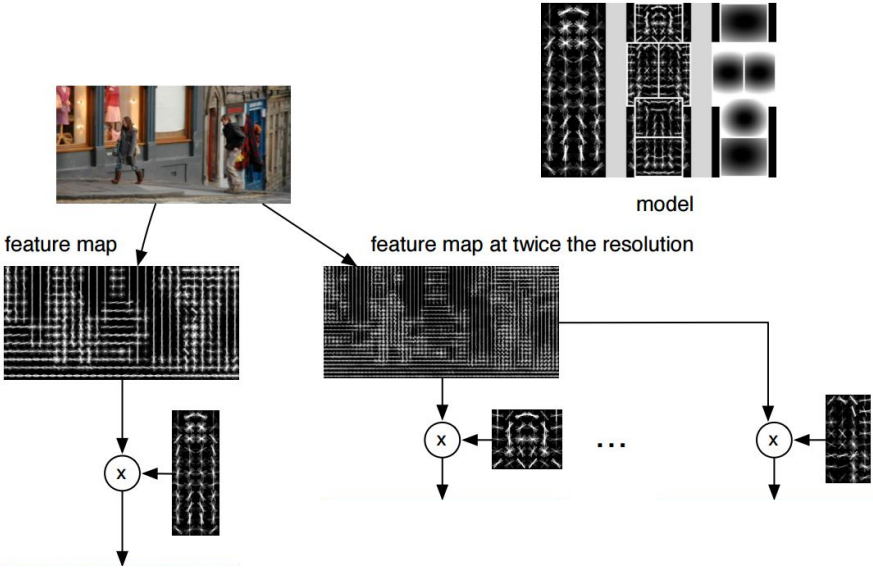 model
feature map
feature map at twice the resolution
x
x
...
x